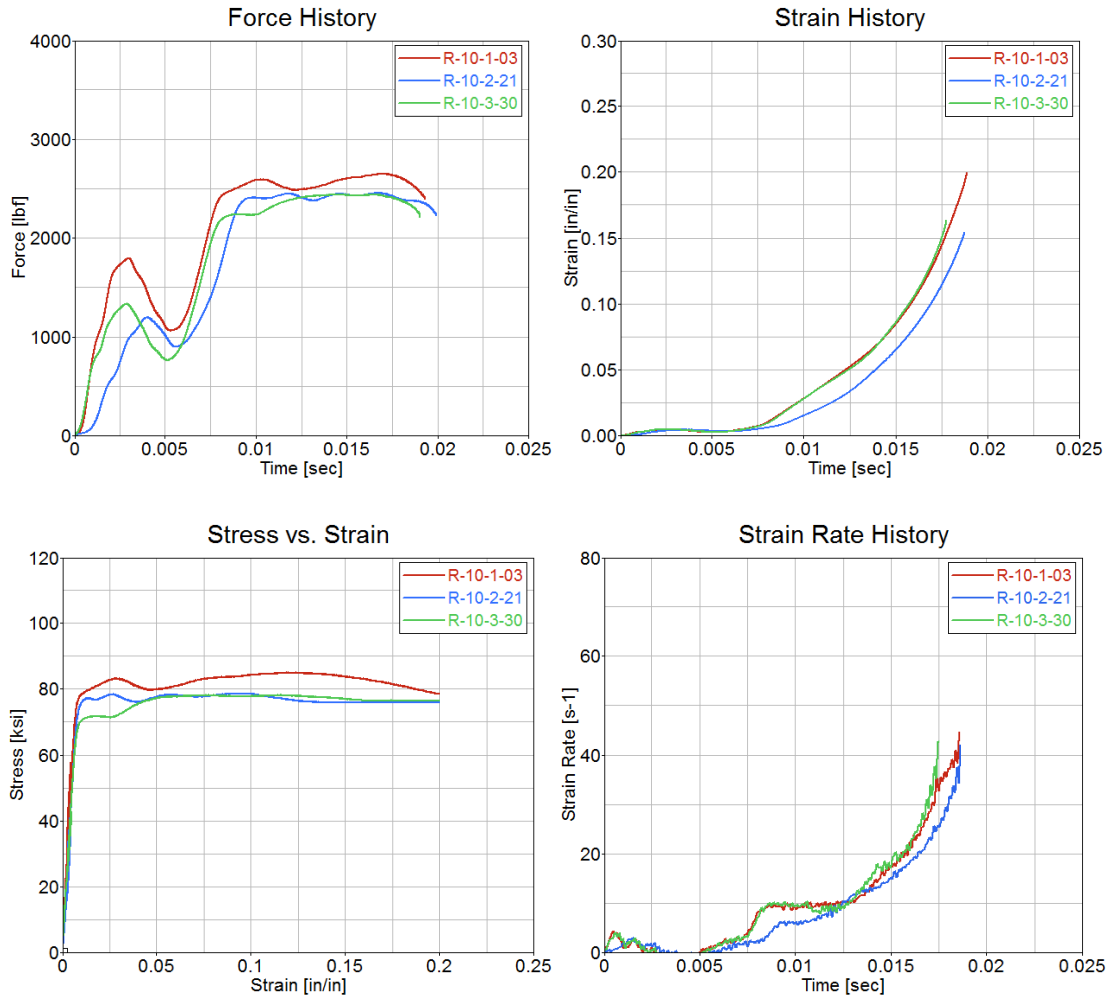 Force History
4000
3000
2000
1000
0
Force [lbf]
R-10-1-03
R-10-2-21
R-10-3-30
0
0.005
0.010
0.015
0.02
0.025
Time [sec]
Strain History
0.30
0.25
0.20
0.15
0.10
0.05
0.00
Strain [in/in]
R-10-1-03
R-10-2-21
R-10-3-30
0
0.005
0.010
0.015
0.02
0.025
Time [sec]
Stress vs. Strain
120
100
80
60
40
20
0
Stress [ksi]
R-10-1-03
R-10-2-21
R-10-3-30
0
0.05
0.10
0.15
0.2
0.25
Strain [in/in]
Strain Rate History
80
60
40
20
0
Strain Rate [s-1]
R-10-1-03
R-10-2-21
R-10-3-30
0
0.005
0.010
0.015
0.02
0.025
Time [sec]